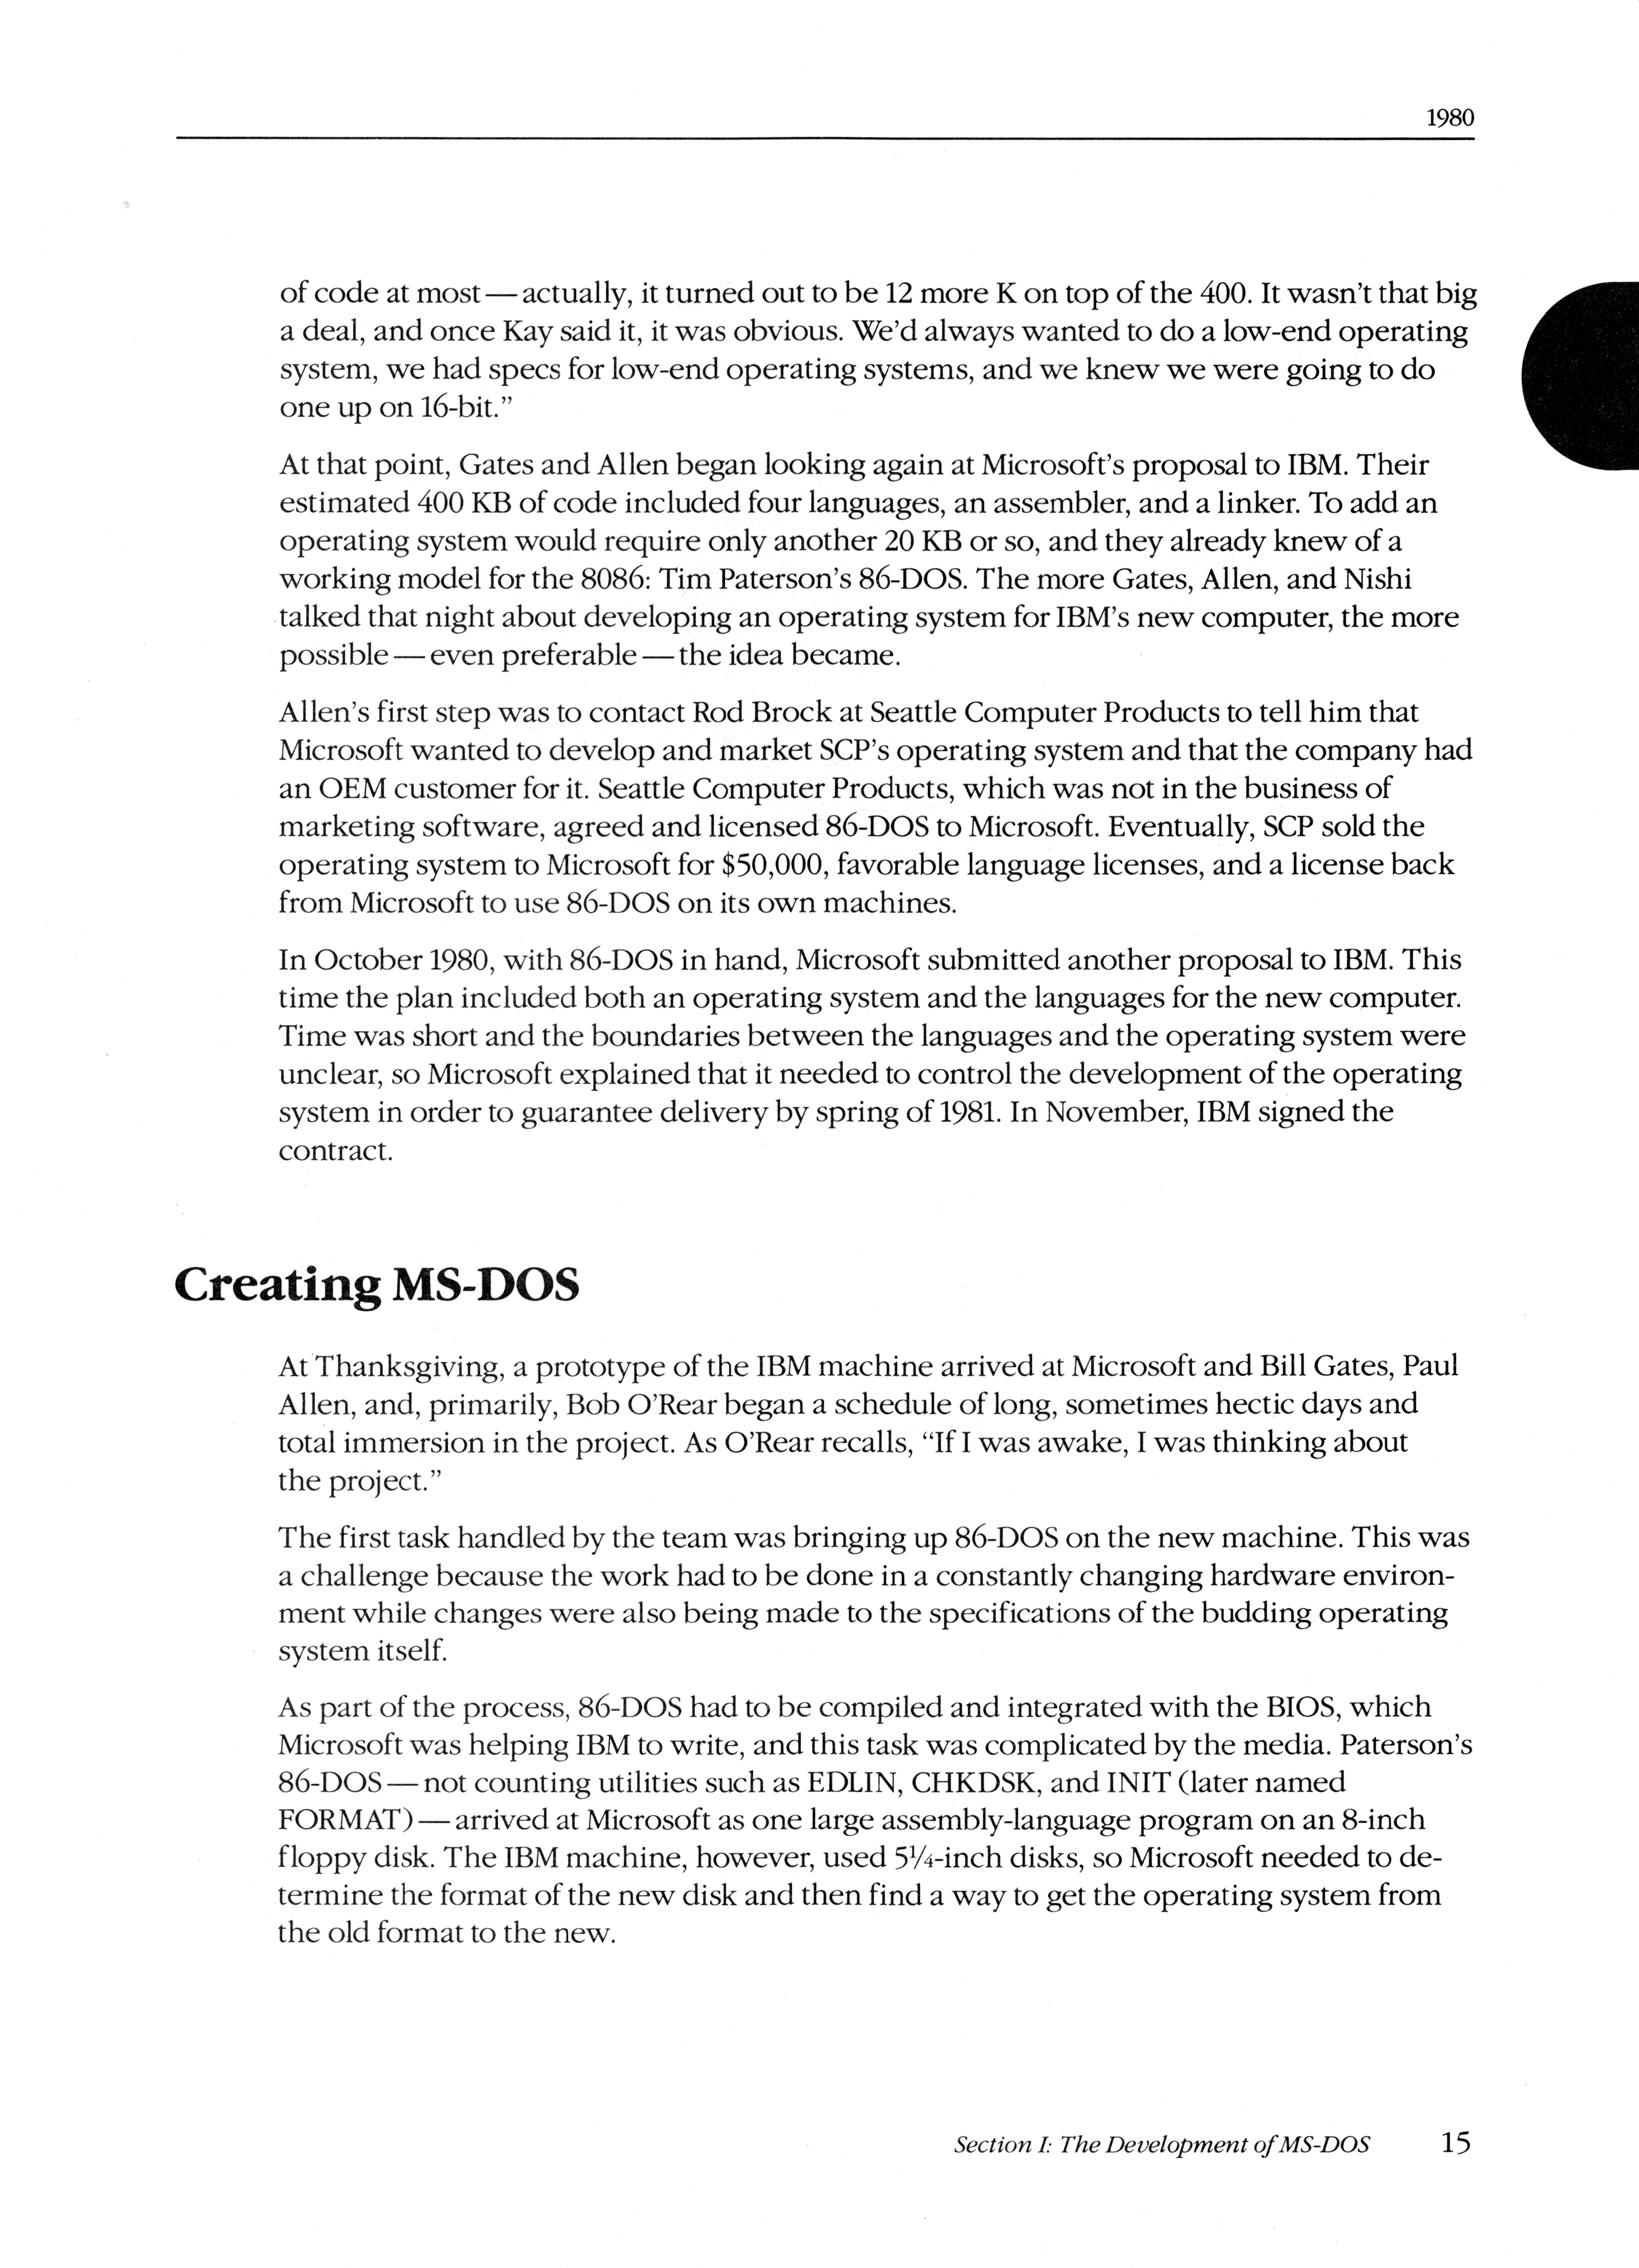 1980
of code at most — actually, it turned out to be 12 more K on top of the 400. It wasn't that big
a deal, and once Kay said it, it was obvious. We'd always wanted to do a low-end operating
system, we had specs for low-end operating systems, and we knew we were going to do
one up on 16-bit.”
At that point, Gates and Allen began looking again at Microsoft's proposal to IBM. Their
estimated 400 KB of code included four languages, an assembler, and a linker. To add an
operating system would require only another 20 KB or so, and they already knew of a
working model for the 8086: Tim Paterson's 86-DOS. The more Gates, Allen, and Nishi
talked that night about developing an operating system for IBM's new computer, the more
possible — even preferable — the idea became.
Allen's first step was to contact Rod Brock at Seattle Computer Products to tell him that
Microsoft wanted to develop and market SCP's operating system and that the company had
an OEM customer for it. Seattle Computer Products, which was not in the business of
marketing software, agreed and licensed 86-DOS to Microsoft. Eventually, SCP sold the
operating system to Microsoft for $50,000, favorable language licenses, and a license back
from Microsoft to use 86-DOS on its own machines.
In October 1980, with 86-DOS in hand, Microsoft submitted another proposal to IBM. This
time the plan included both an operating system and the languages for the new computer.
Time was short and the boundaries between the languages and the operating system were
unclear, so Microsoft explained that it needed to control the development of the operating
system in order to guarantee delivery by spring of 1981. In November, IBM signed the
contract.
Creating MS-DOS
At Thanksgiving, a prototype of the IBM machine arrived at Microsoft and Bill Gates, Paul
Allen, and, primarily, Bob O'Rear began a schedule of long, sometimes hectic days and
total immersion in the project. As O'Rear recalls, “If I was awake, I was thinking about
the project.”
The first task handled by the team was bringing up 86-DOS on the new machine. This was
a challenge because the work had to be done in a constantly changing hardware environ-
ment while changes were also being made to the specifications of the budding operating
system itself.
As part of the process, 86-DOS had to be compiled and integrated with the BIOS, which
Microsoft was helping IBM to write, and this task was complicated by the media. Paterson's
86-DOS — not counting utilities such as EDLIN, CHKDSK, and INIT (later named
FORMAT) — arrived at Microsoft as one large assembly-language program on an 8-inch
floppy disk. The IBM machine, however, used 5¼-inch disks, so Microsoft needed to de-
termine the format of the new disk and then find a way to get the operating system from
the old format to the new.
Section I: The Development of MS-DOS 15